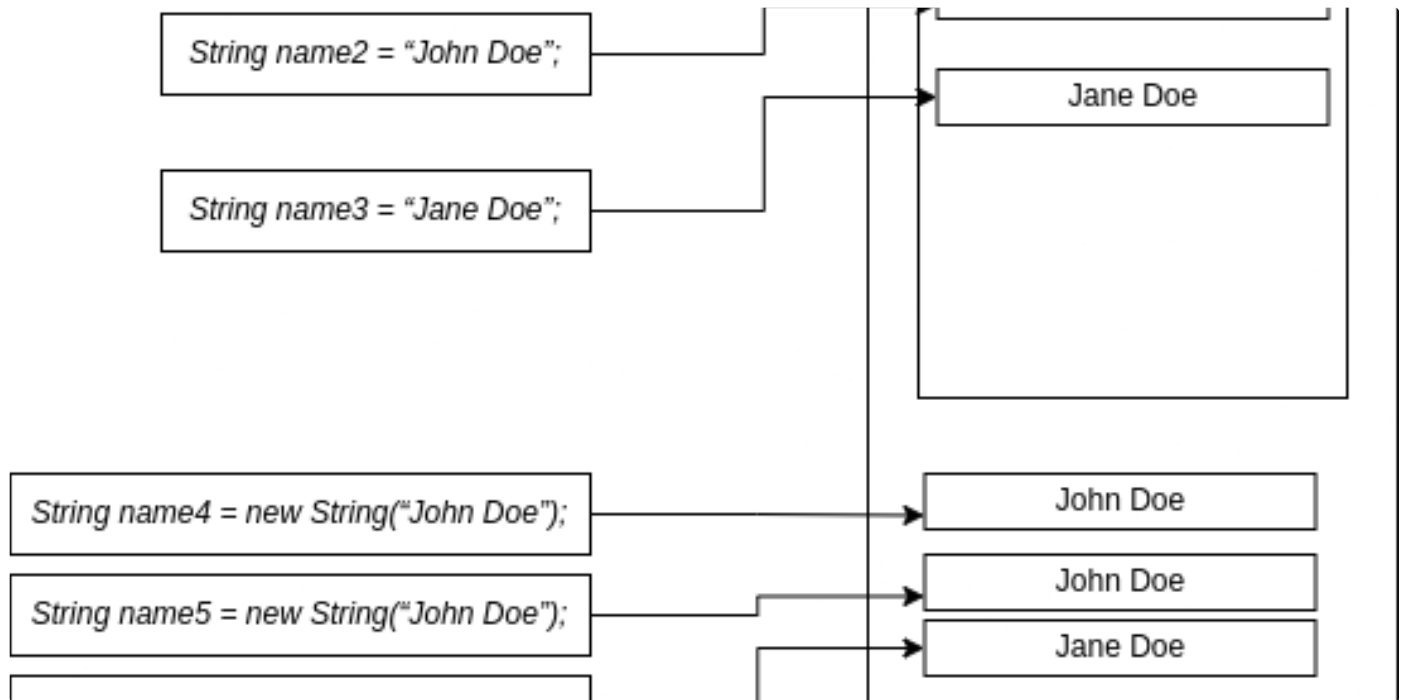 String name2 = “John Doe”;
Jane Doe
String name3 = “Jane Doe”;
String name4 = new String(“John Doe”);
John Doe
String name5 = new String(“John Doe”);
John Doe
Jane Doe